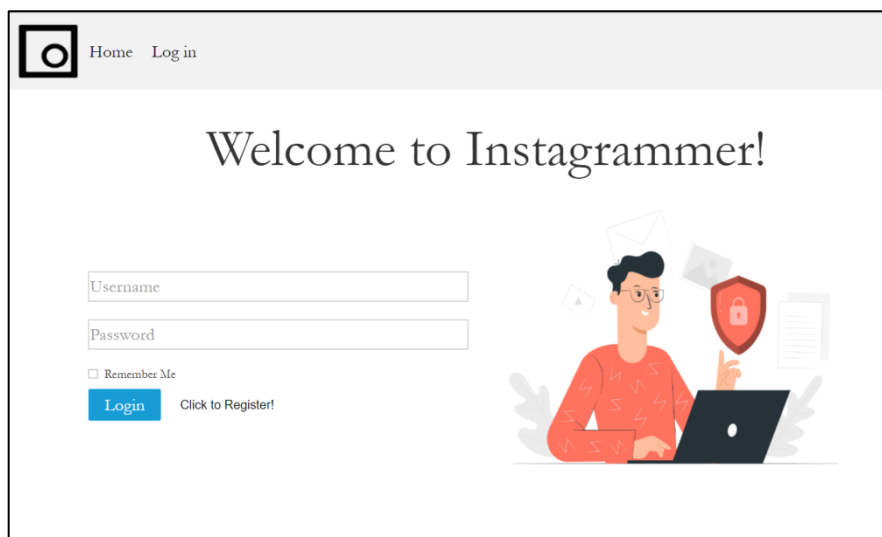 Home Log in
Welcome to Instagrammer!
Username
Password
Remember Me
Login Click to Register!